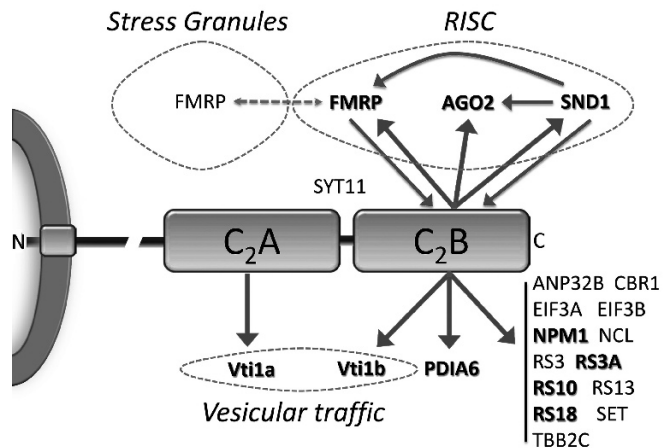 Stress Granules RISC
FMRP FMRP AGO2 SND1
SYT11
N C₂A C₂B C
ANP32B CBR1
EIF3A EIF3B
NPM1 NCL
RS3 RS3A
RS10 RS13
RS18 SET
TBB2C
Vti1a Vti1b PDIA6
Vesicular traffic